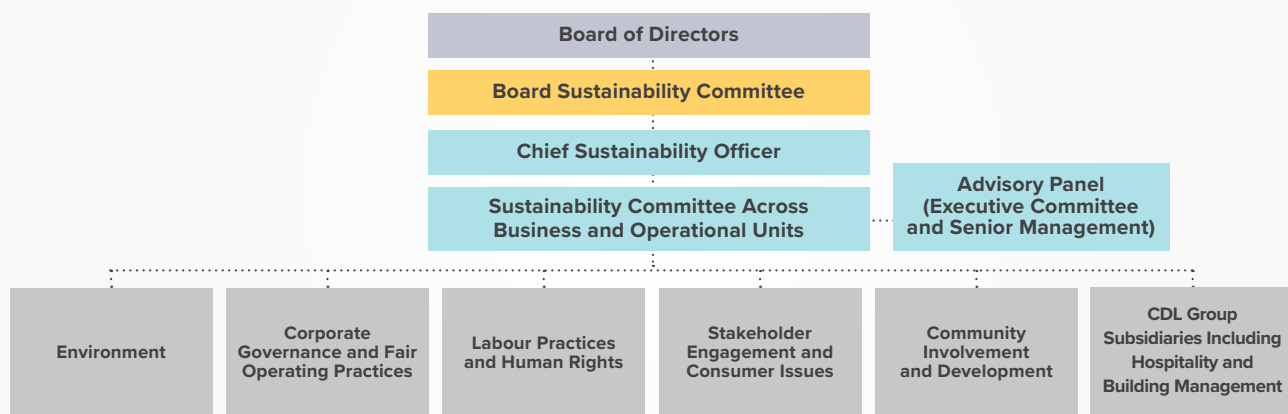 Board of Directors
Board Sustainability Committee
Chief Sustainability Officer
Sustainability Committee Across
Business and Operational Units
Advisory Panel
(Executive Committee
and Senior Management)
Environment
Corporate
Governance and Fair
Operating Practices
Labour Practices
and Human Rights
Stakeholder
Engagement and
Consumer Issues
Community
Involvement
and Development
CDL Group
Subsidiaries Including
Hospitality and
Building Management